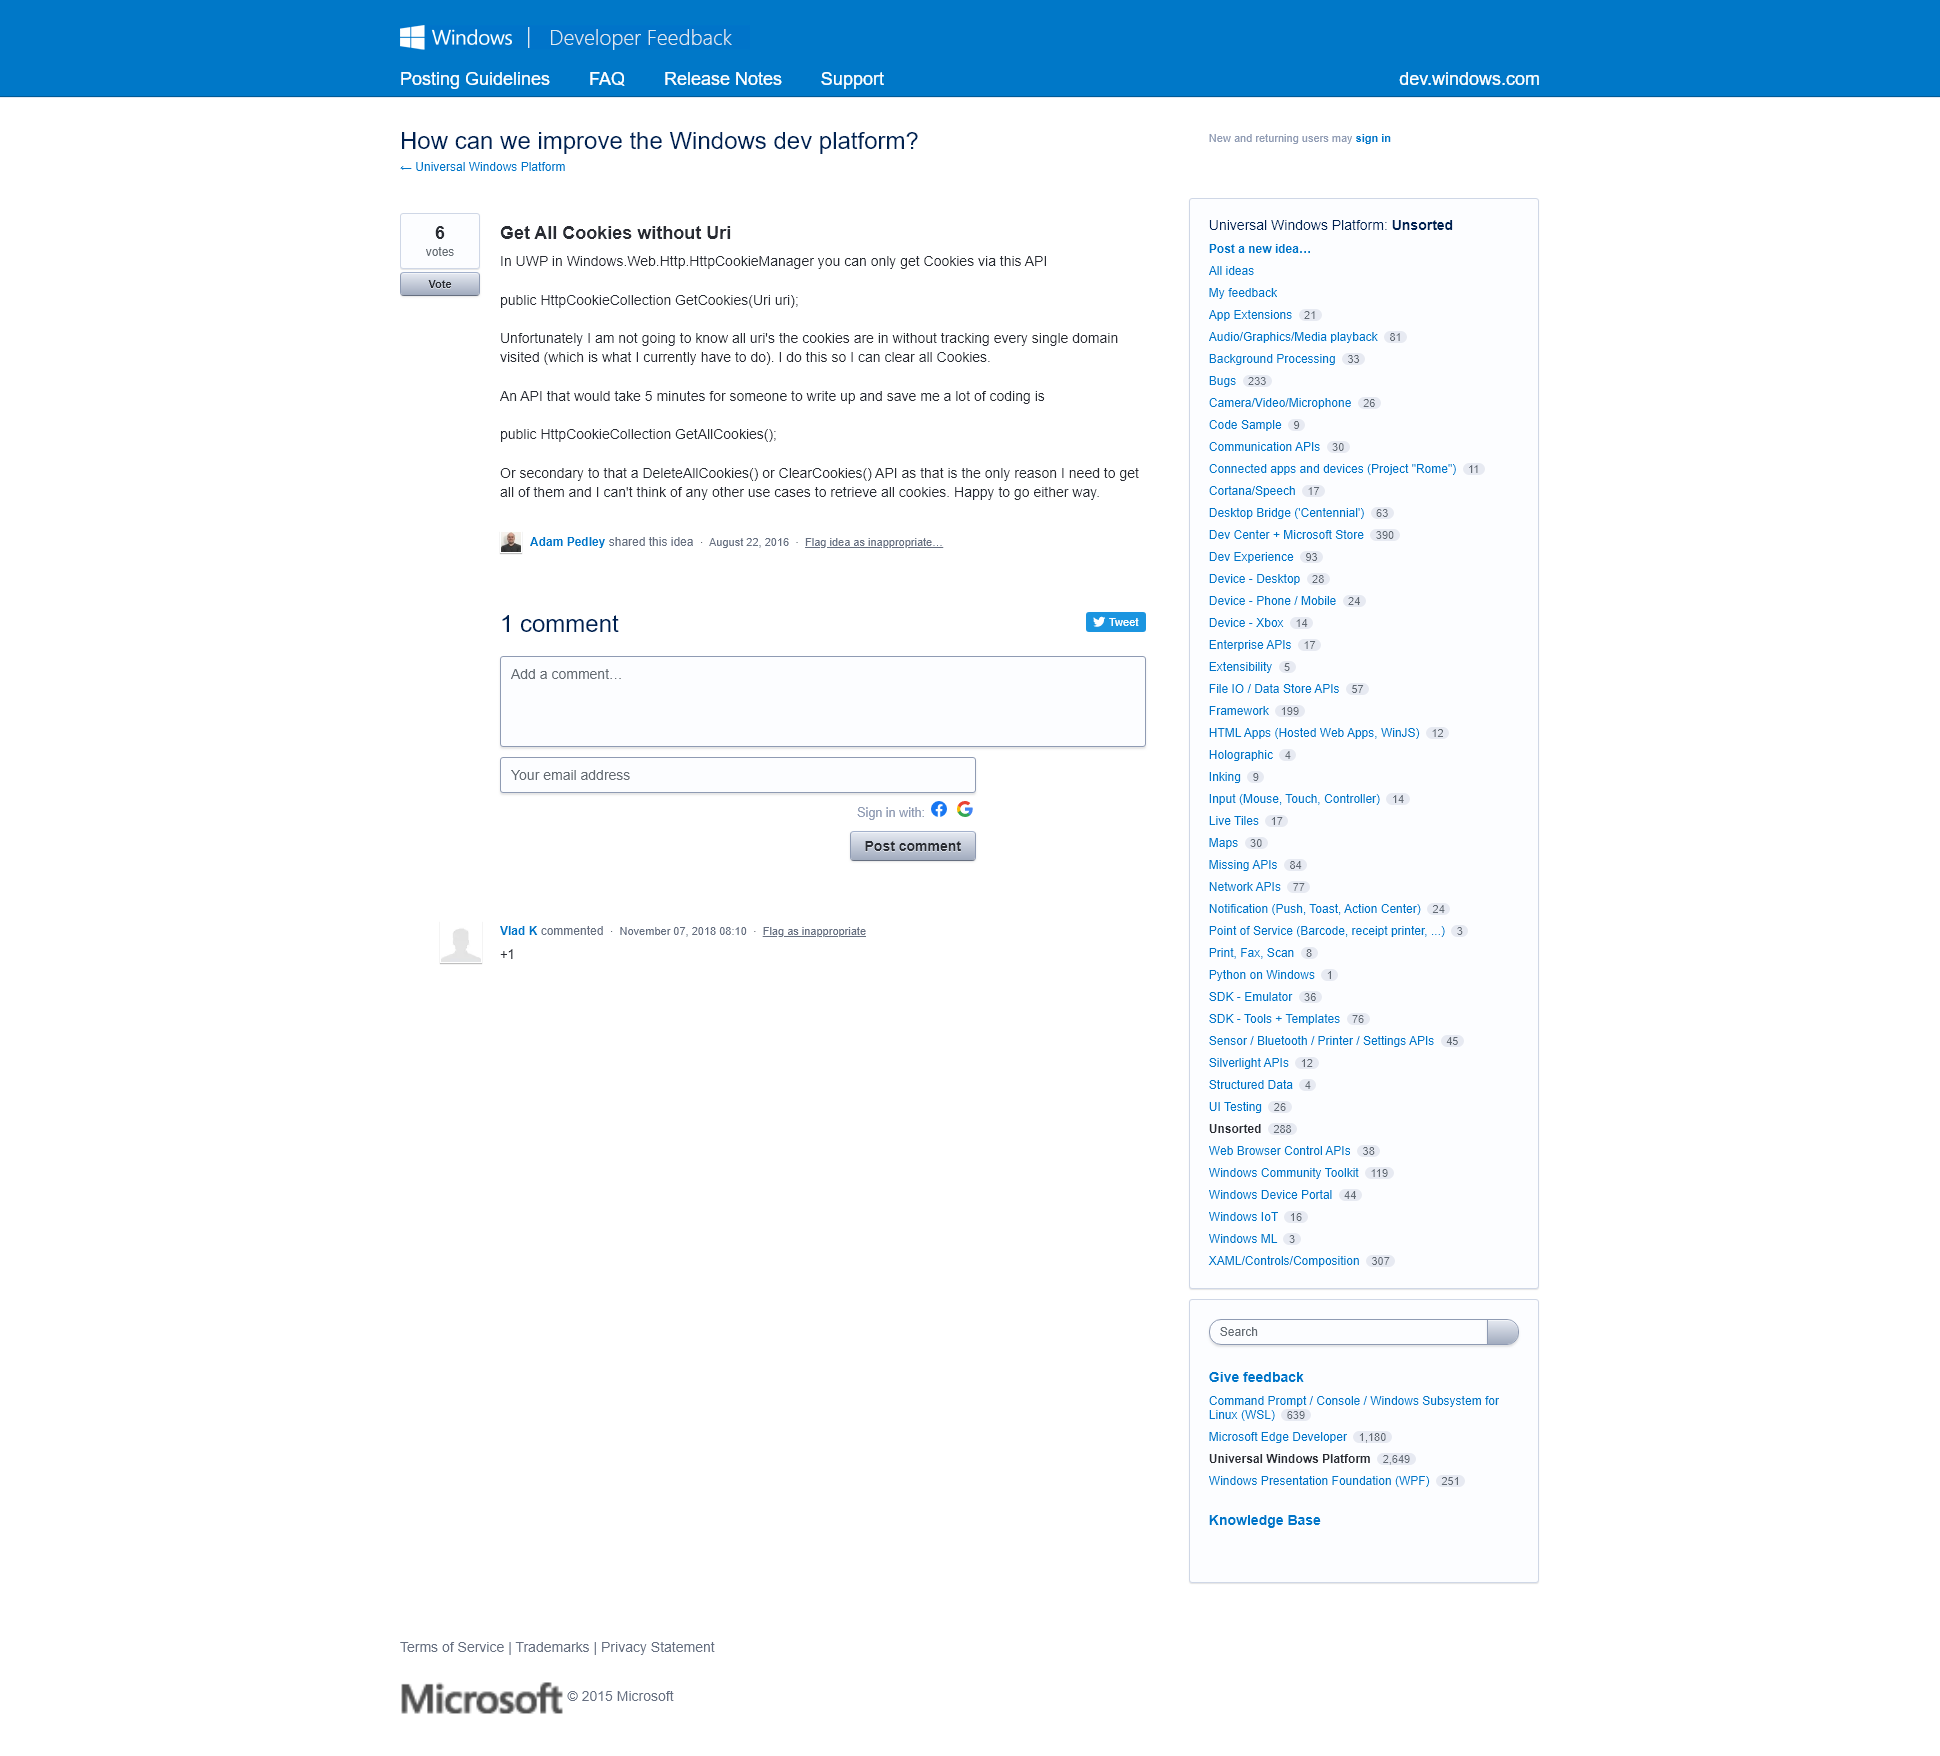 Windows | Developer Feedback
Posting Guidelines FAQ Release Notes Support dev.windows.com
How can we improve the Windows dev platform?
← Universal Windows Platform
New and returning users may sign in
6
votes
Vote
Get All Cookies without Uri
In UWP in Windows.Web.Http.HttpCookieManager you can only get Cookies via this API
public HttpCookieCollection GetCookies(Uri uri);
Unfortunately I am not going to know all uri's the cookies are in without tracking every single domain
visited (which is what I currently have to do). I do this so I can clear all Cookies.
An API that would take 5 minutes for someone to write up and save me a lot of coding is
public HttpCookieCollection GetAllCookies();
Or secondary to that a DeleteAllCookies() or ClearCookies() API as that is the only reason I need to get
all of them and I can't think of any other use cases to retrieve all cookies. Happy to go either way.
Adam Pedley shared this idea · August 22, 2016 · Flag idea as inappropriate…
1 comment
Tweet
Add a comment…
Your email address
Sign in with:
Post comment
Vlad K commented · November 07, 2018 08:10 · Flag as inappropriate
+1
Universal Windows Platform: Unsorted
Post a new idea…
All ideas
My feedback
App Extensions 21
Audio/Graphics/Media playback 81
Background Processing 33
Bugs 233
Camera/Video/Microphone 26
Code Sample 9
Communication APIs 30
Connected apps and devices (Project "Rome") 11
Cortana/Speech 17
Desktop Bridge ('Centennial') 63
Dev Center + Microsoft Store 390
Dev Experience 93
Device - Desktop 28
Device - Phone / Mobile 24
Device - Xbox 14
Enterprise APIs 17
Extensibility 5
File IO / Data Store APIs 57
Framework 199
HTML Apps (Hosted Web Apps, WinJS) 12
Holographic 4
Inking 9
Input (Mouse, Touch, Controller) 14
Live Tiles 17
Maps 30
Missing APIs 84
Network APIs 77
Notification (Push, Toast, Action Center) 24
Point of Service (Barcode, receipt printer, ...) 3
Print, Fax, Scan 8
Python on Windows 1
SDK - Emulator 36
SDK - Tools + Templates 76
Sensor / Bluetooth / Printer / Settings APIs 45
Silverlight APIs 12
Structured Data 4
UI Testing 26
Unsorted 288
Web Browser Control APIs 38
Windows Community Toolkit 119
Windows Device Portal 44
Windows IoT 16
Windows ML 3
XAML/Controls/Composition 307
Search
Give feedback
Command Prompt / Console / Windows Subsystem for
Linux (WSL) 639
Microsoft Edge Developer 1,180
Universal Windows Platform 2,649
Windows Presentation Foundation (WPF) 251
Knowledge Base
Terms of Service | Trademarks | Privacy Statement
Microsoft © 2015 Microsoft